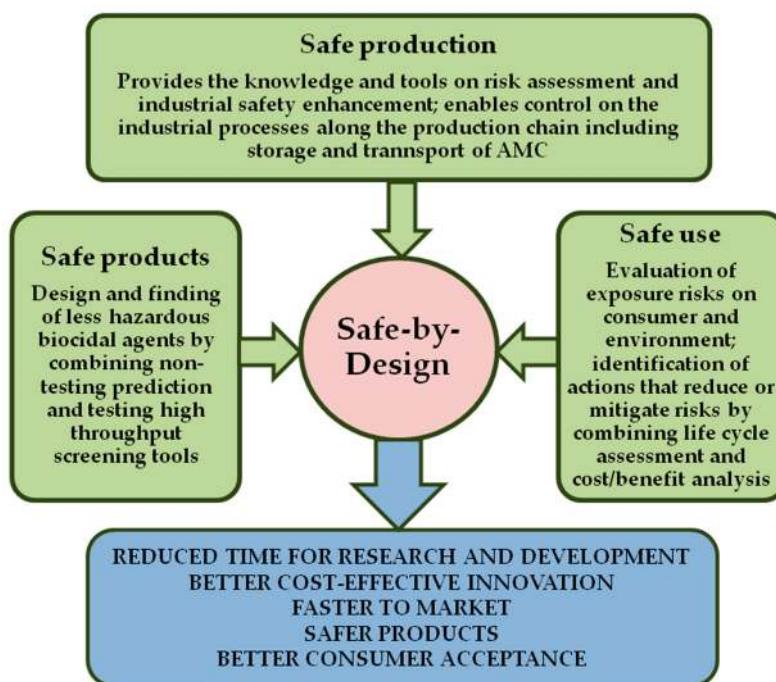 Safe production
Provides the knowledge and tools on risk assessment and
industrial safety enhancement; enables control on the
industrial processes along the production chain including
storage and trannsport of AMC
Safe products
Design and finding
of less hazardous
biocidal agents by
combining non-
testing prediction
and testing high
throughput
screening tools
Safe-by-
Design
Safe use
Evaluation of
exposure risks on
consumer and
environment;
identification of
actions that reduce or
mitigate risks by
combining life cycle
assessment and
cost/benefit analysis
REDUCED TIME FOR RESEARCH AND DEVELOPMENT
BETTER COST-EFFECTIVE INNOVATION
FASTER TO MARKET
SAFER PRODUCTS
BETTER CONSUMER ACCEPTANCE